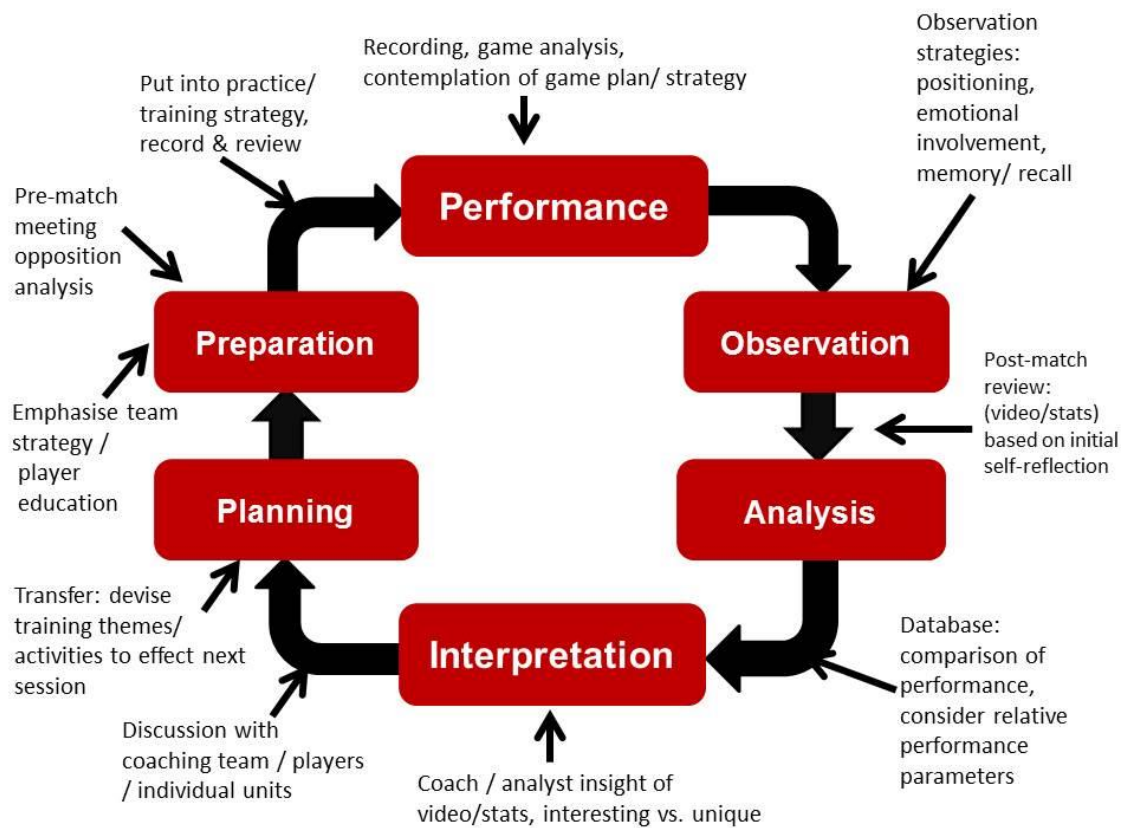 Recording, game analysis,
contemplation of game plan/ strategy
Observation
strategies:
positioning,
emotional
involvement,
memory/ recall
Put into practice/
training strategy,
record & review
Performance
Pre-match
meeting
opposition
analysis
Preparation
Observation
Post-match
review:
(video/stats)
based on initial
self-reflection
Emphasise team
strategy /
player
education
Planning
Analysis
Transfer: devise
training themes/
activities to effect next
session
Interpretation
Database:
comparison of
performance,
consider relative
performance
parameters
Discussion with
coaching team / players
/ individual units
Coach / analyst insight of
video/stats, interesting vs. unique